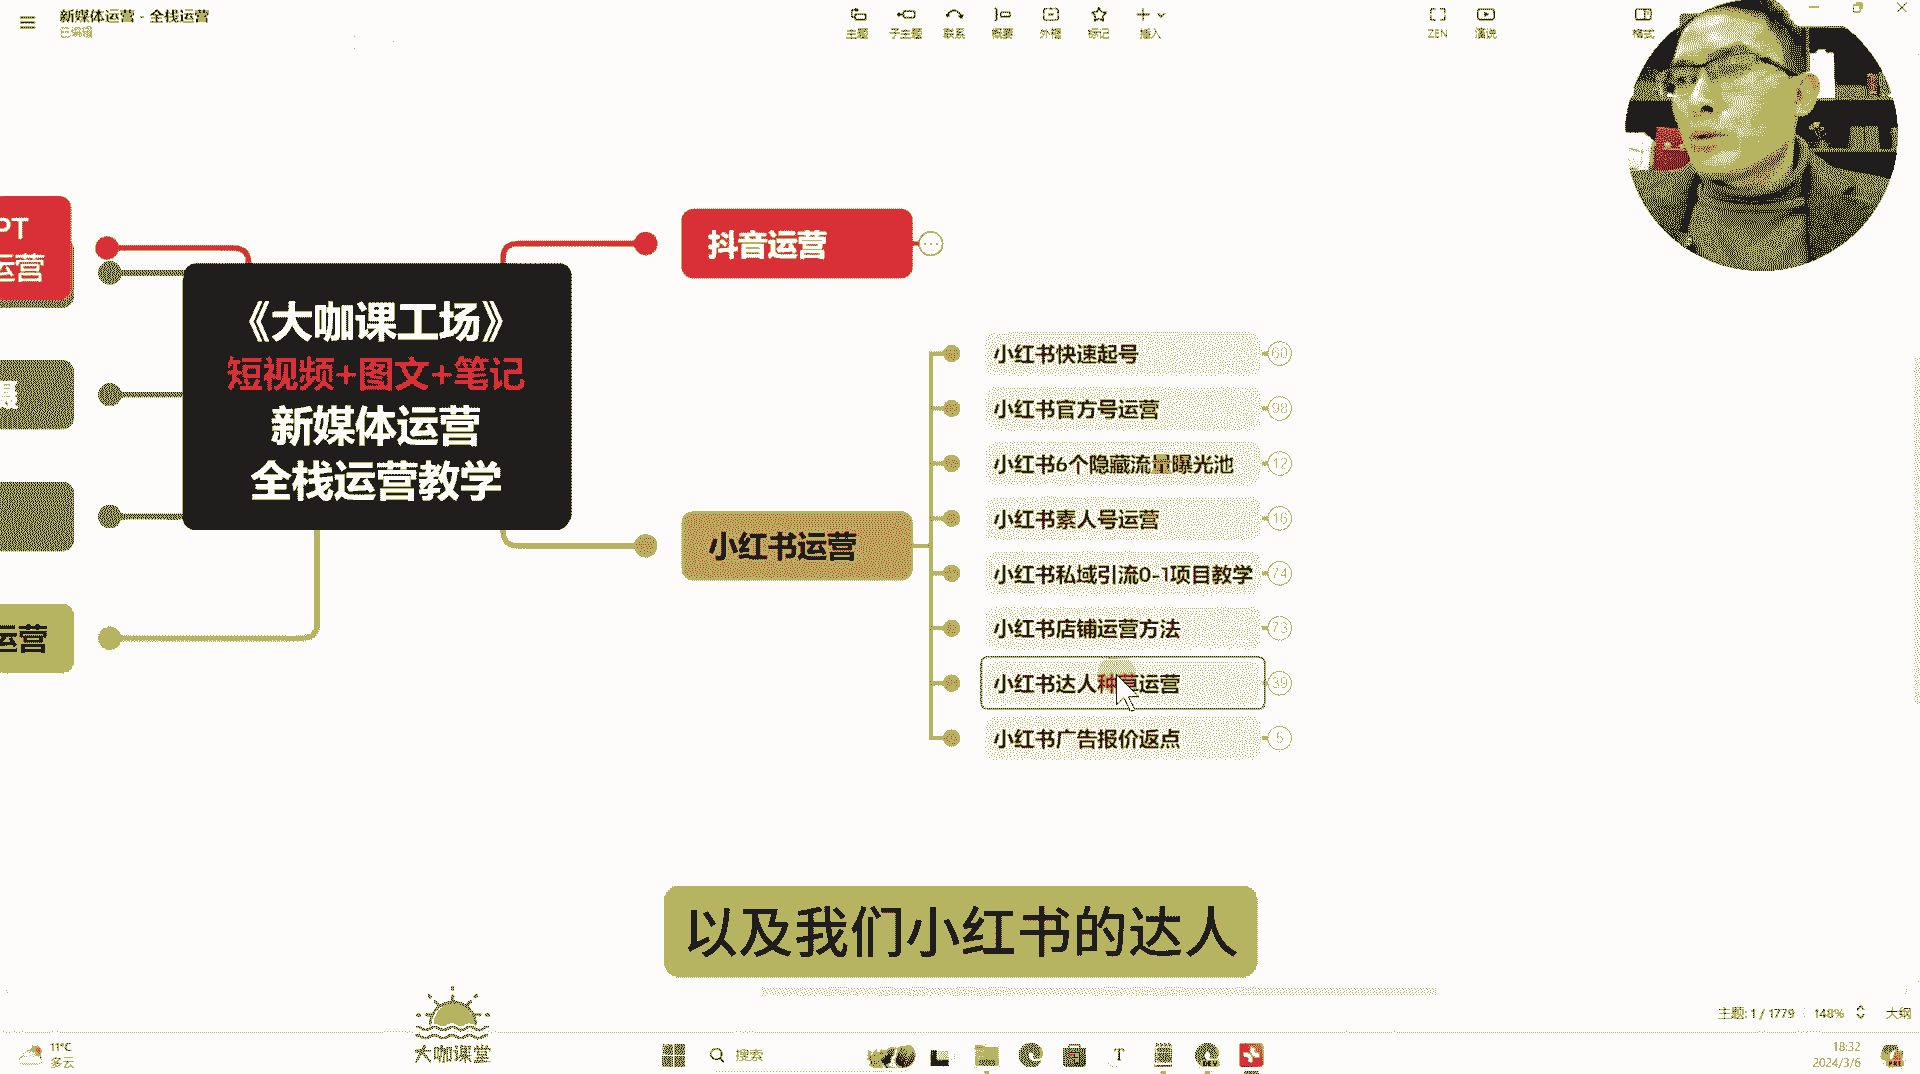 新媒体运营 - 全栈运营
已编辑
主题
子主题
联系
概要
外框
标记
插入
ZEN
演说
格式
PT
运营
运营
《大咖课工场》
短视频+图文+笔记
新媒体运营
全栈运营教学
抖音运营
小红书运营
小红书快速起号
60
小红书官方号运营
98
小红书6个隐藏流量曝光池
12
小红书素人号运营
16
小红书私域引流0-1项目教学
74
小红书店铺运营方法
73
小红书达人种草运营
39
小红书广告报价返点
5
以及我们小红书的达人
大咖课堂
主题: 1 / 1779
148%
大纲
11°C
多云
搜索
18:32
2024/3/6